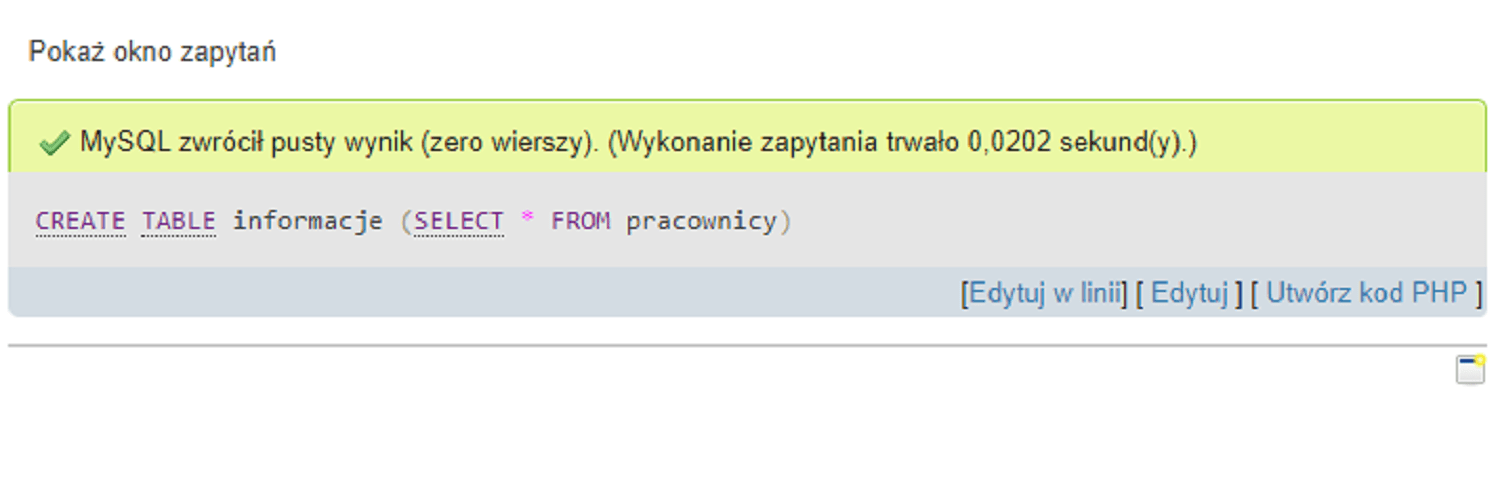 Pokaż okno zapytań
MySQL zwrócił pusty wynik (zero wierszy). (Wykonanie zapytania trwało 0,0202 sekund(y).)
CREATE TABLE informacje (SELECT * FROM pracownicy)
[Edytuj w linii] [ Edytuj ] [ Utwórz kod PHP ]